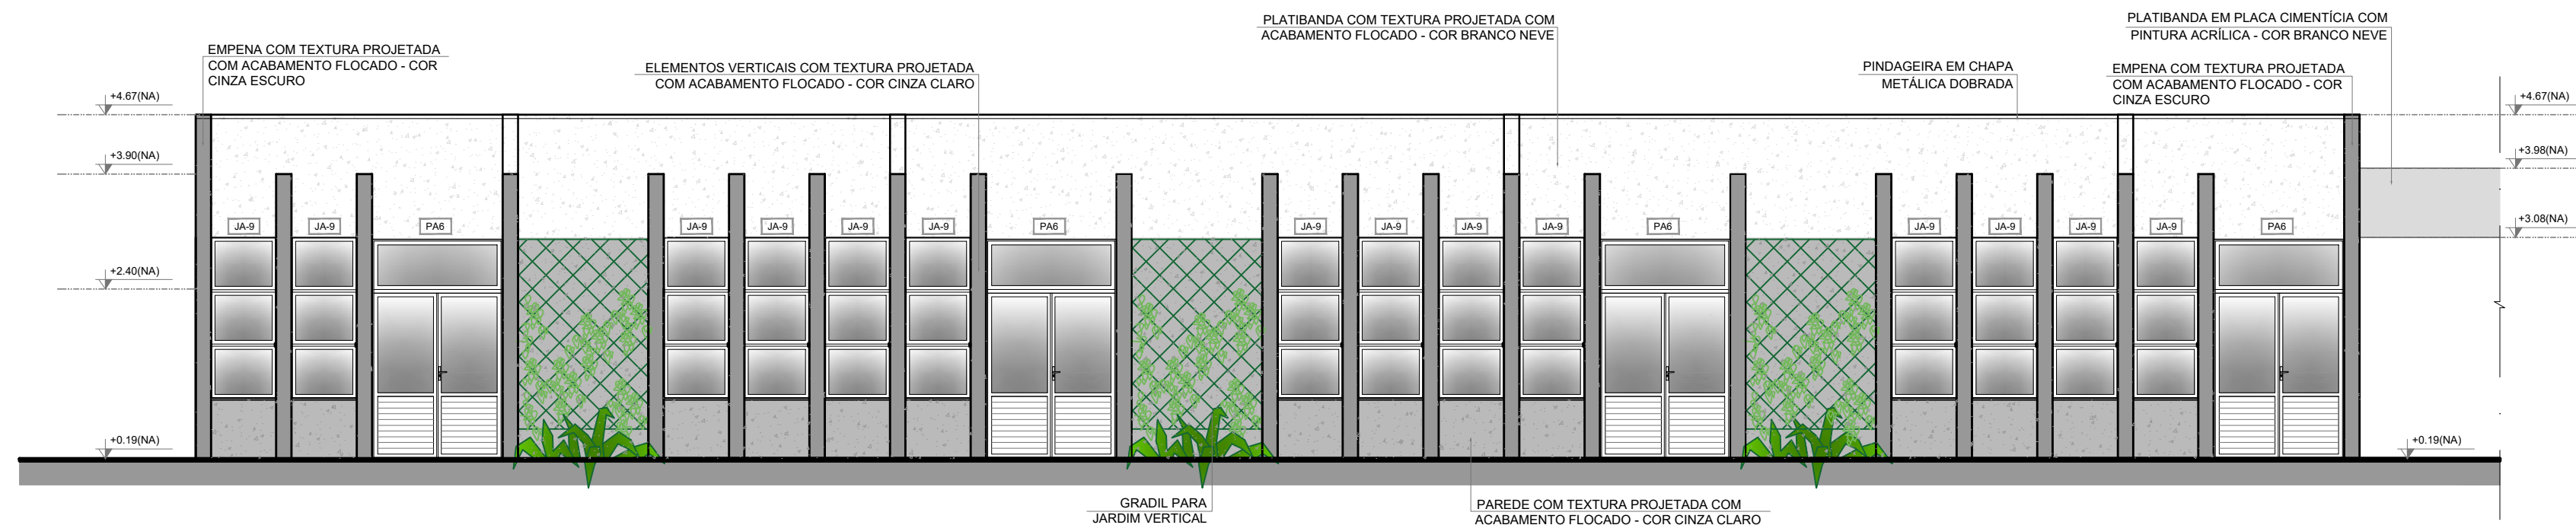 PLATIBANDA COM TEXTURA PROJETADA COM
ACABAMENTO FLOCADO - COR BRANCO NEVE
PLATIBANDA EM PLACA CIMENTÍCIA COM
PINTURA ACRÍLICA - COR BRANCO NEVE
EMPENA COM TEXTURA PROJETADA
COM ACABAMENTO FLOCADO - COR
CINZA ESCURO
ELEMENTOS VERTICAIS COM TEXTURA PROJETADA
COM ACABAMENTO FLOCADO - COR CINZA CLARO
PINDAGEIRA EM CHAPA
METÁLICA DOBRADA
EMPENA COM TEXTURA PROJETADA
COM ACABAMENTO FLOCADO - COR
CINZA ESCURO
+4.67(NA)
+4.67(NA)
+3.90(NA)
+3.98(NA)
+3.08(NA)
JA-9
JA-9
PA6
JA-9
JA-9
JA-9
JA-9
PA6
JA-9
JA-9
JA-9
JA-9
PA6
JA-9
JA-9
JA-9
JA-9
PA6
+2.40(NA)
+0.19(NA)
+0.19(NA)
GRADIL PARA
JARDIM VERTICAL
PAREDE COM TEXTURA PROJETADA COM
ACABAMENTO FLOCADO - COR CINZA CLARO